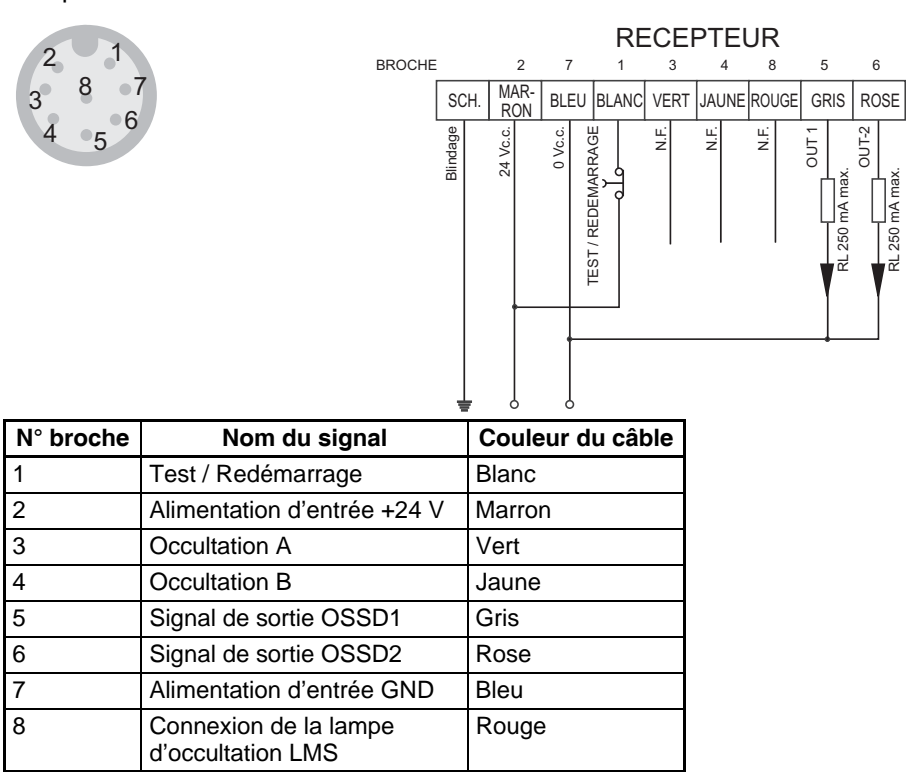 RECEPTEUR
2 1
3 8 7
4 5 6
BROCHE 2 7 1 3 4 8 5 6
SCH. MAR-RON BLEU BLANC VERT JAUNE ROUGE GRIS ROSE
Blindage
24 Vc.c.
0 Vc.c.
TEST / REDEMARRAGE
N.F.
N.F.
N.F.
OUT 1
RL 250 mA max.
OUT-2
RL 250 mA max.
N° broche Nom du signal Couleur du câble
1 Test / Redémarrage Blanc
2 Alimentation d'entrée +24 V Marron
3 Occultation A Vert
4 Occultation B Jaune
5 Signal de sortie OSSD1 Gris
6 Signal de sortie OSSD2 Rose
7 Alimentation d'entrée GND Bleu
8 Connexion de la lampe Rouge
d'occultation LMS